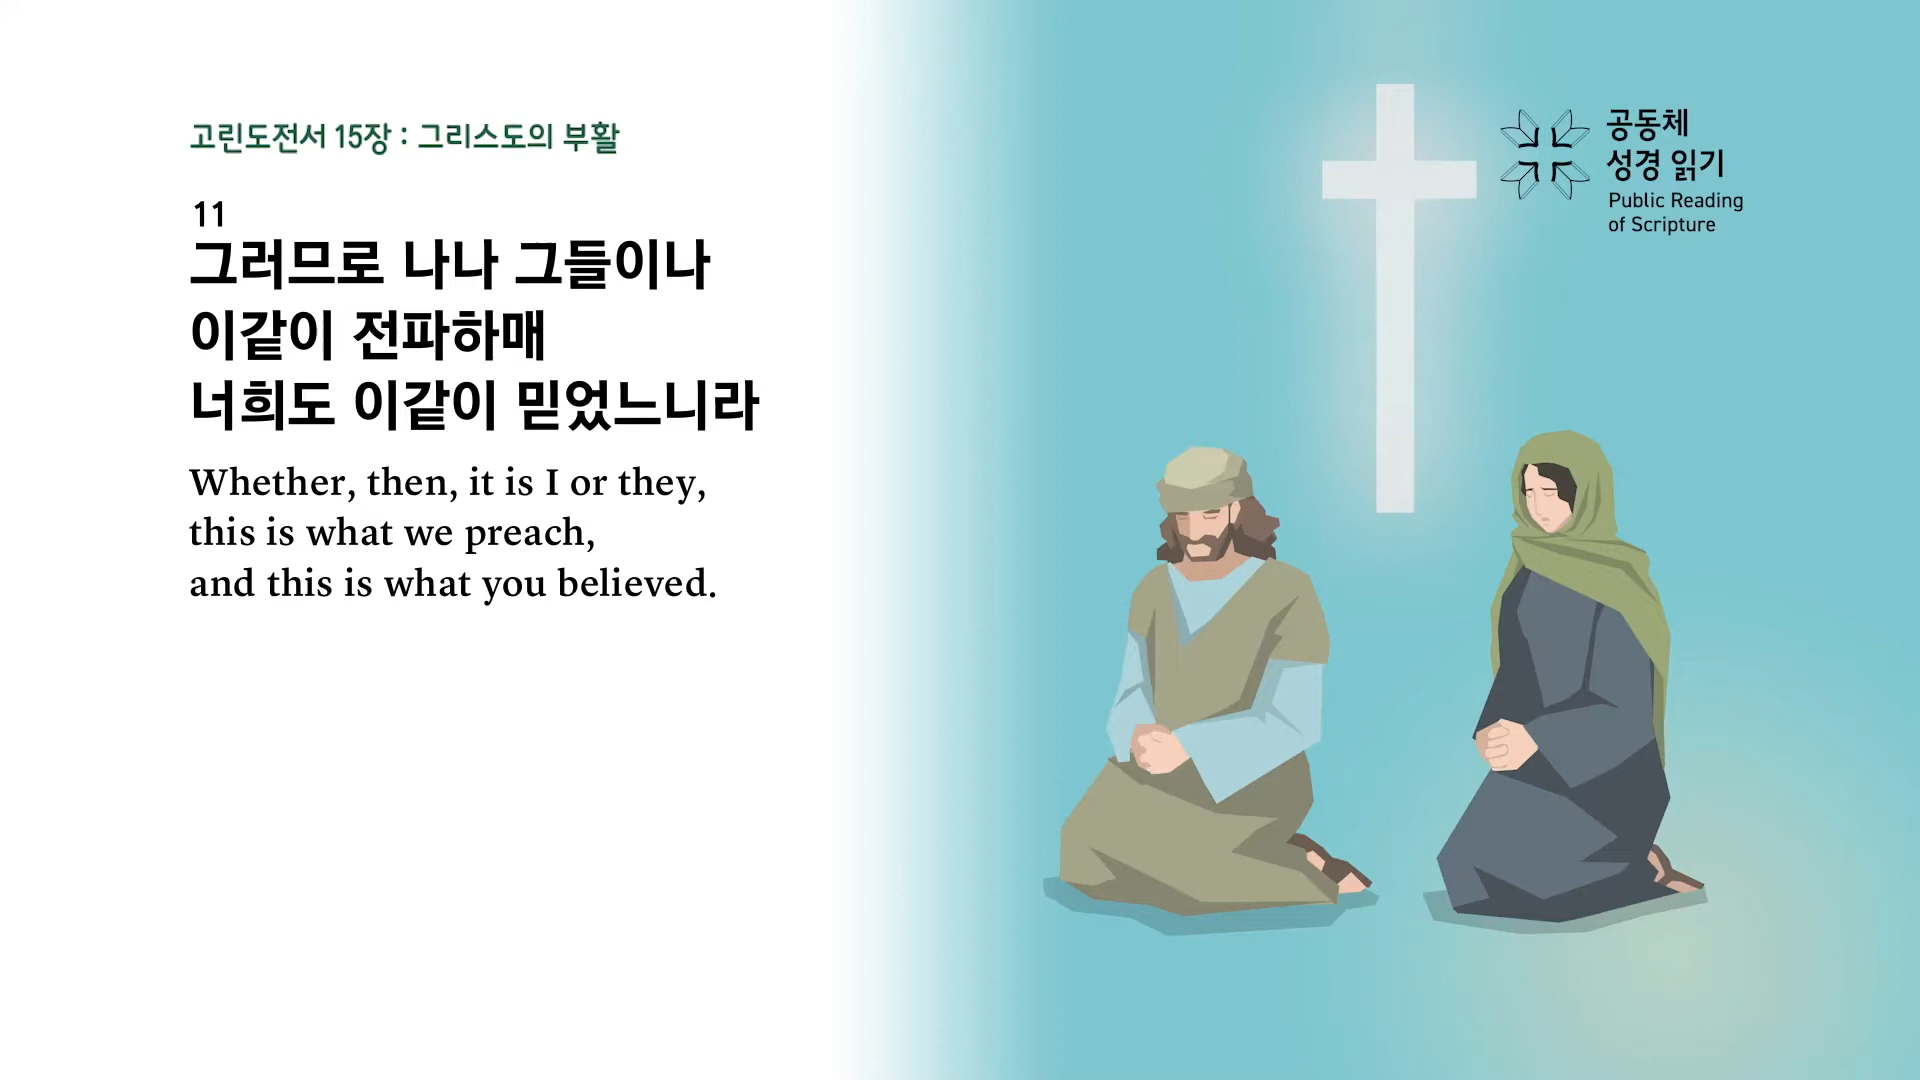 고린도전서 15장 : 그리스도의 부활
11
그러므로 나나 그들이나
이같이 전파하매
너희도 이같이 믿었느니라
Whether, then, it is I or they,
this is what we preach,
and this is what you believed.
공동체
성경 읽기
Public Reading
of Scripture